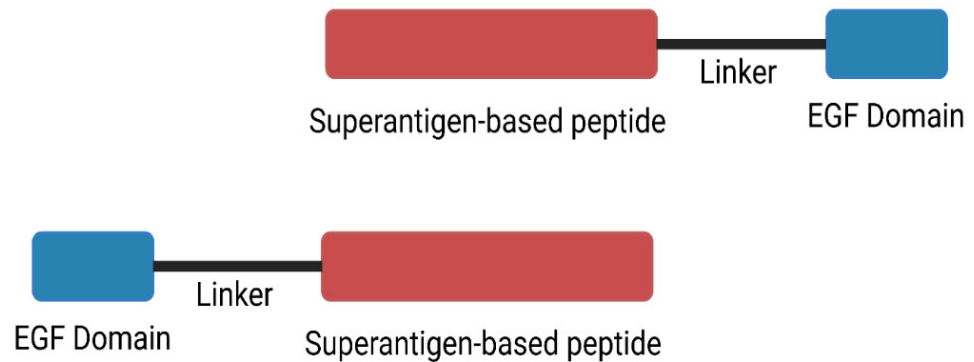 Linker
Superantigen-based peptide
EGF Domain
Linker
EGF Domain
Superantigen-based peptide